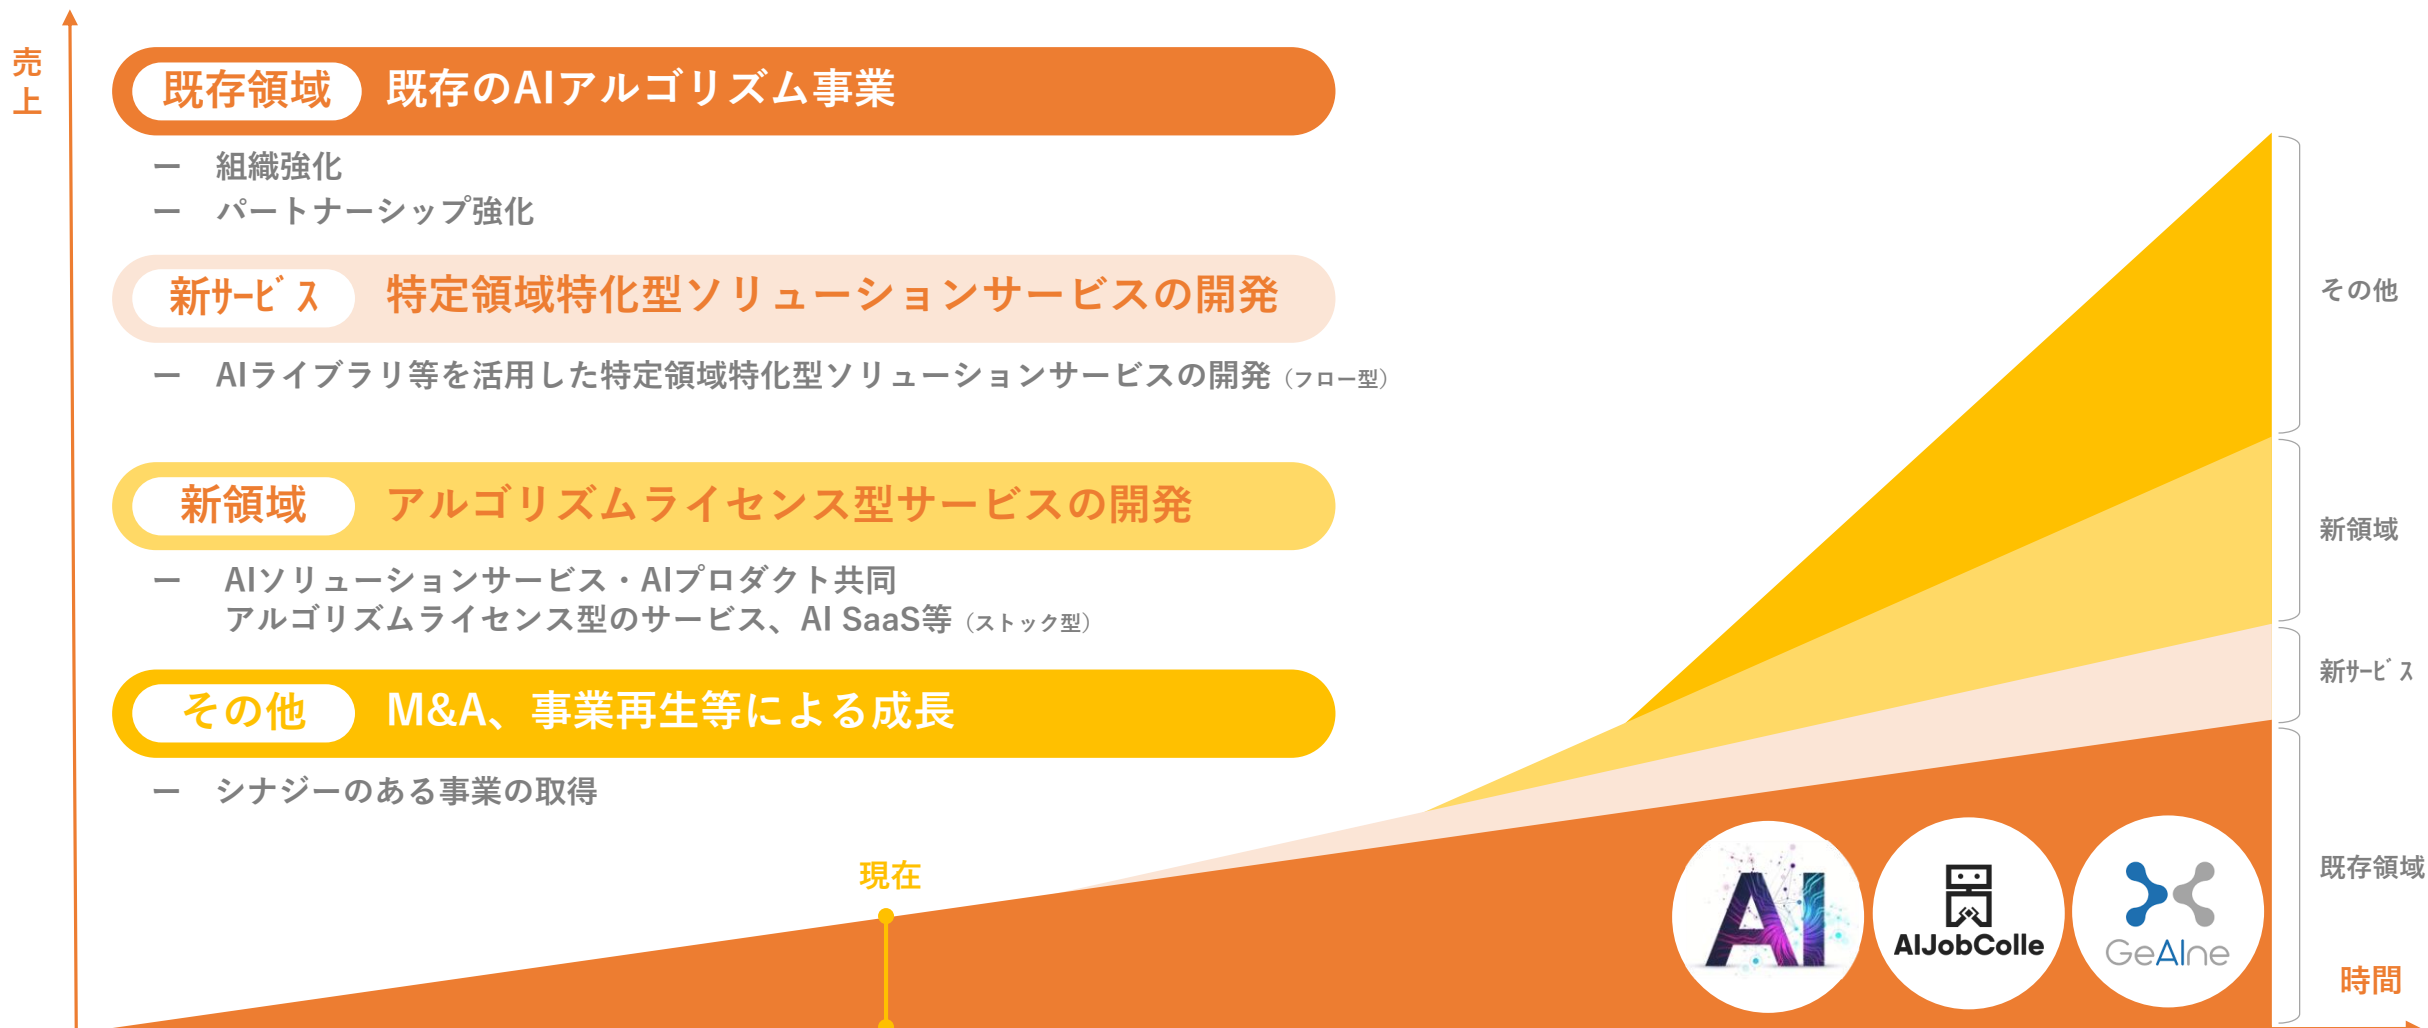 売上
既存領域 既存のAIアルゴリズム事業
ー 組織強化
ー パートナーシップ強化
新ｻｰﾋﾞｽ 特定領域特化型ソリューションサービスの開発
ー AIライブラリ等を活用した特定領域特化型ソリューションサービスの開発（フロー型）
新領域 アルゴリズムライセンス型サービスの開発
ー AIソリューションサービス・AIプロダクト共同
アルゴリズムライセンス型のサービス、AI SaaS等（ストック型）
その他 M&A、事業再生等による成長
ー シナジーのある事業の取得
現在
その他
新領域
新ｻｰﾋﾞｽ
既存領域
AI
AIJobColle
GeAIne
時間